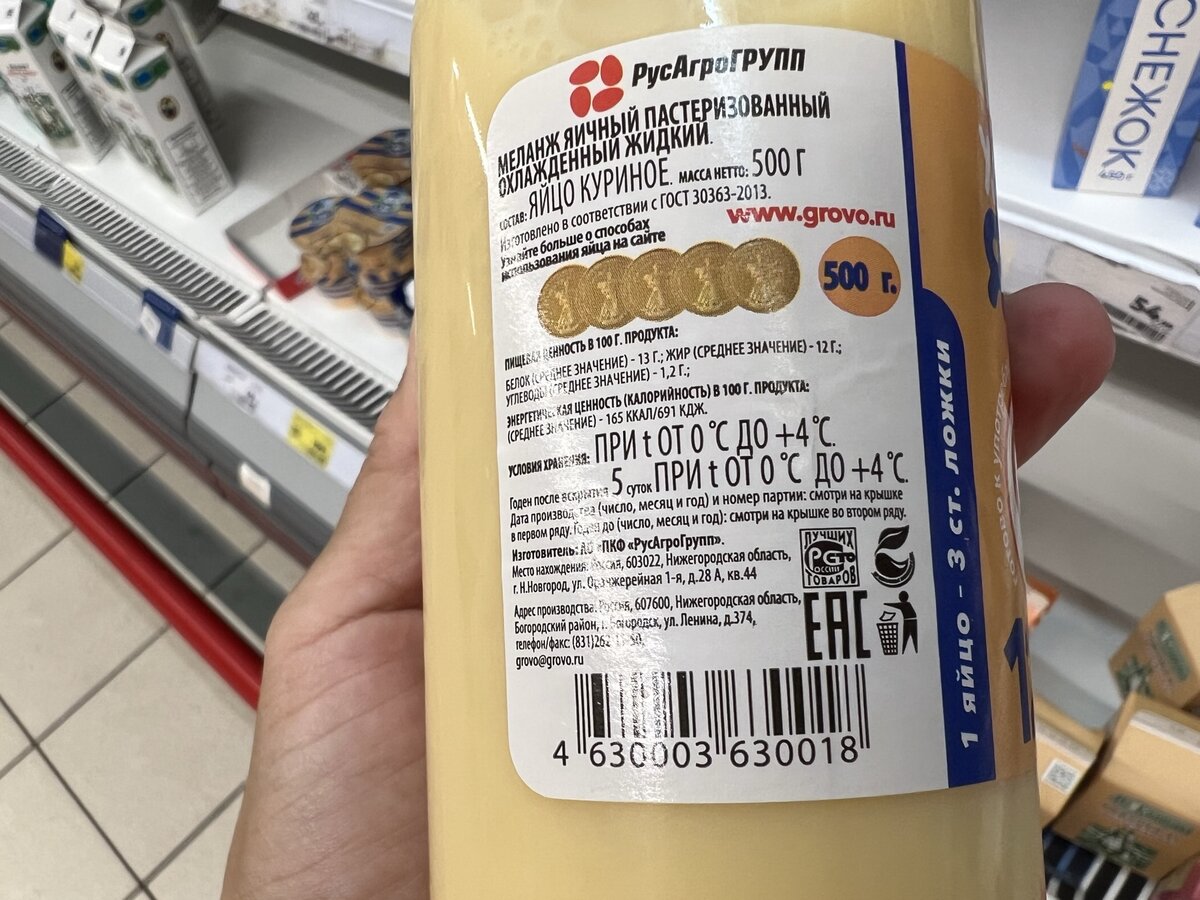 РусАгроГРУПП
МЕЛАНЖ ЯИЧНЫЙ ПАСТЕРИЗОВАННЫЙ
ОХЛАЖДЕННЫЙ ЖИДКИЙ.
СОСТАВ: ЯЙЦО КУРИНОЕ. МАССА НЕТТО: 500 Г
Изготовлено в соответствии с ГОСТ 30363-2013.
Узнайте больше о способах
использования яйца на сайте
www.grovo.ru
500 г.
ПИЩЕВАЯ ЦЕННОСТЬ В 100 Г. ПРОДУКТА:
БЕЛОК (СРЕДНЕЕ ЗНАЧЕНИЕ) - 13 Г.; ЖИР (СРЕДНЕЕ ЗНАЧЕНИЕ) - 12 Г.;
УГЛЕВОДЫ (СРЕДНЕЕ ЗНАЧЕНИЕ) - 1,2 Г.;
ЭНЕРГЕТИЧЕСКАЯ ЦЕННОСТЬ (КАЛОРИЙНОСТЬ) В 100 Г. ПРОДУКТА:
(СРЕДНЕЕ ЗНАЧЕНИЕ) - 165 ККАЛ/691 КДЖ.
УСЛОВИЯ ХРАНЕНИЯ: ПРИ t ОТ 0 °С ДО +4 °С.
Годен после вскрытия 5 суток ПРИ t ОТ 0 °С ДО +4 °С.
Дата производства (число, месяц и год) и номер партии: смотри на крышке
в первом ряду. Годен до (число, месяц и год): смотри на крышке во втором ряду.
Изготовитель: АО «ПКФ «РусАгроГрупп».
Место нахождения: Россия, 603022, Нижегородская область,
г. Н.Новгород, ул. Оранжерейная 1-я, д.28 А, кв.44
Адрес производства: Россия, 607600, Нижегородская область,
Богородский район, г. Богородск, ул. Ленина, д.374,
телефон/факс: (831)262
grovo@grovo.ru
ЛУЧШИХ
РОССИИ
ТОВАРОВ
EAC
4 630003 630018
1 яйцо - 3 ст. ложки
СНЕЖОК
54